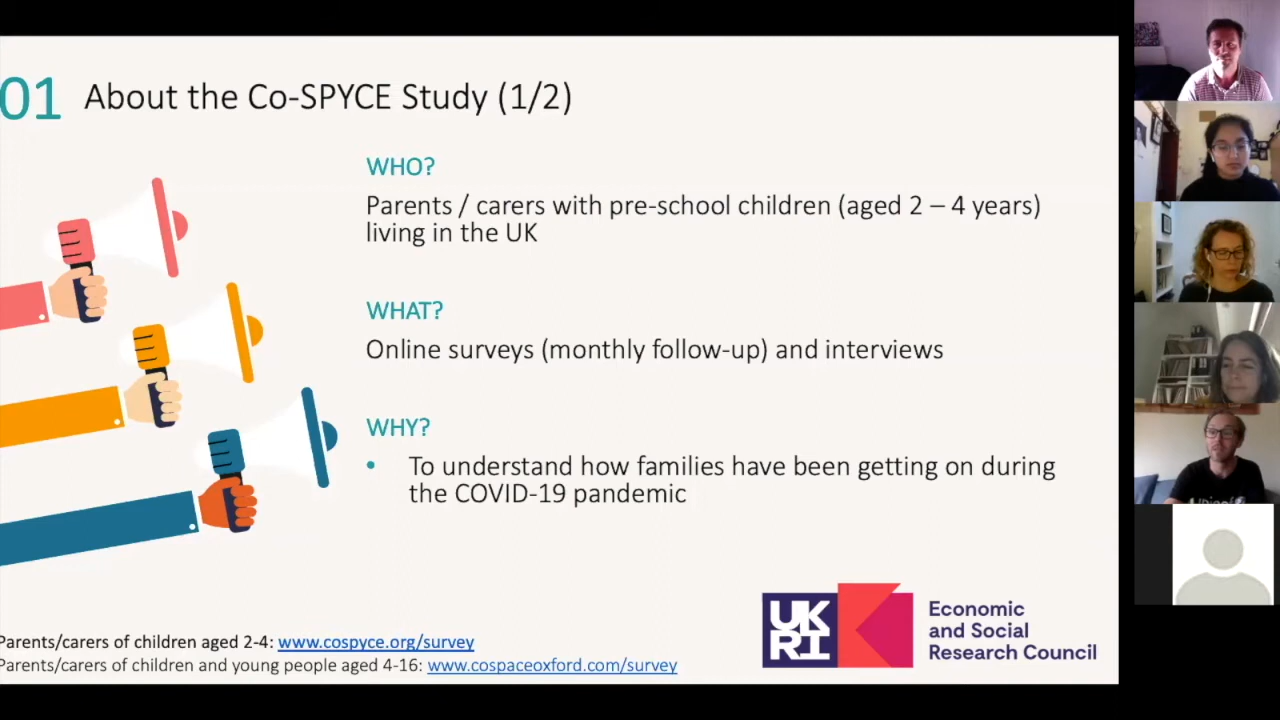 01 About the Co-SPYCE Study (1/2)
WHO?
Parents / carers with pre-school children (aged 2 – 4 years)
living in the UK
WHAT?
Online surveys (monthly follow-up) and interviews
WHY?
• To understand how families have been getting on during
the COVID-19 pandemic
Parents/carers of children aged 2-4: www.cospyce.org/survey
Parents/carers of children and young people aged 4-16: www.cospaceoxford.com/survey
UK
RI
Economic
and Social
Research Council